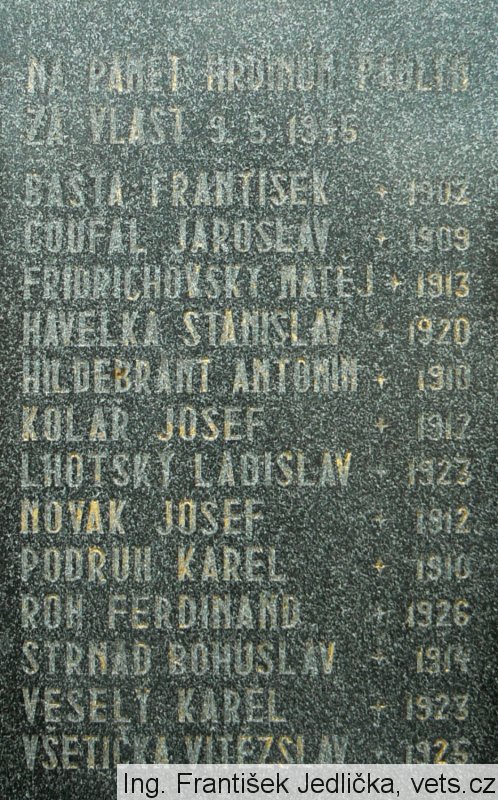 NA PAMĚŤ HRDINŮM PADLÝM
ZA VLAST 9.5.1945
BAŠTA FRANTIŠEK + 1902
COUFAL JAROSLAV + 1909
FRIDRICHOVSKÝ MATĚJ + 1913
HAVELKA STANISLAV + 1920
HILDEBRANT ANTONÍN + 1910
KOLÁŘ JOSEF + 1912
LHOTSKÝ LADISLAV + 1923
NOVÁK JOSEF + 1912
PODRUH KAREL + 1910
ROH FERDINAND + 1926
STRNAD BOHUSLAV + 1914
VESELÝ KAREL + 1923
VŠETIČKA VÍTĚZSLAV + 1925
Ing. František Jedlička, vets.cz